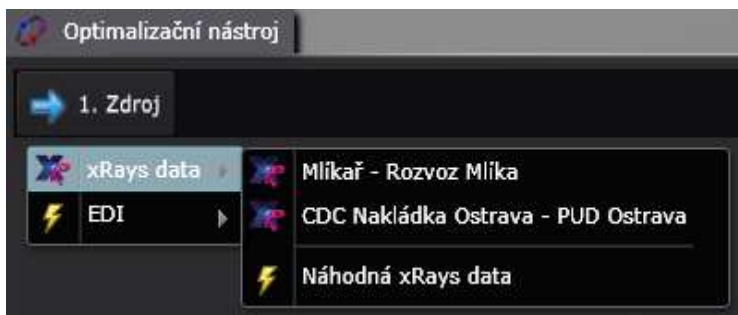 Optimalizační nástroj
1. Zdroj
xRays data
EDI
Mlíkař - Rozvoz Mlíka
CDC Nakládka Ostrava - PUD Ostrava
Náhodná xRays data